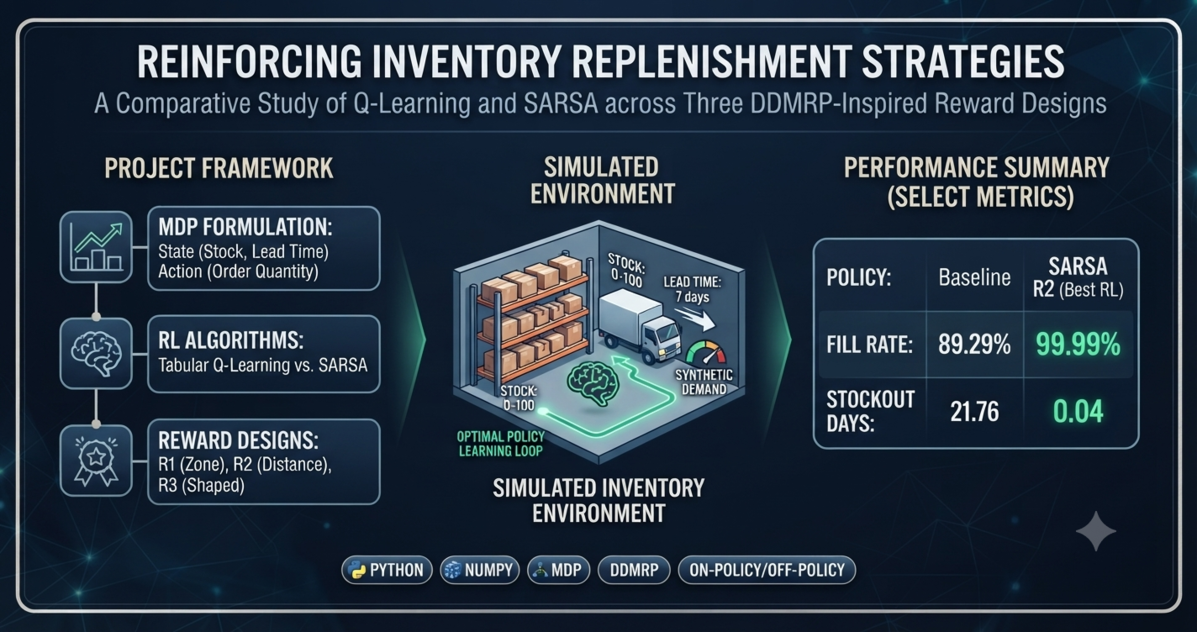 REINFORCING INVENTORY REPLENISHMENT STRATEGIES
A Comparative Study of Q-Learning and SARSA across Three DDMRP-Inspired Reward Designs
PROJECT FRAMEWORK
MDP FORMULATION:
State (Stock, Lead Time)
Action (Order Quantity)
RL ALGORITHMS:
Tabular Q-Learning vs. SARSA
REWARD DESIGNS:
R1 (Zone), R2 (Distance),
R3 (Shaped)
SIMULATED
ENVIRONMENT
STOCK:
0-100
LEAD TIME:
7 days
SYNTHETIC
DEMAND
STOCK:
0-100
OPTIMAL POLICY
LEARNING LOOP
SIMULATED INVENTORY
ENVIRONMENT
PERFORMANCE SUMMARY
(SELECT METRICS)
POLICY: Baseline SARSA
R2 (Best RL)
FILL RATE: 89.29% 99.99%
STOCKOUT
DAYS: 21.76 0.04
PYTHON NUMPY MDP DDMRP ON-POLICY/OFF-POLICY